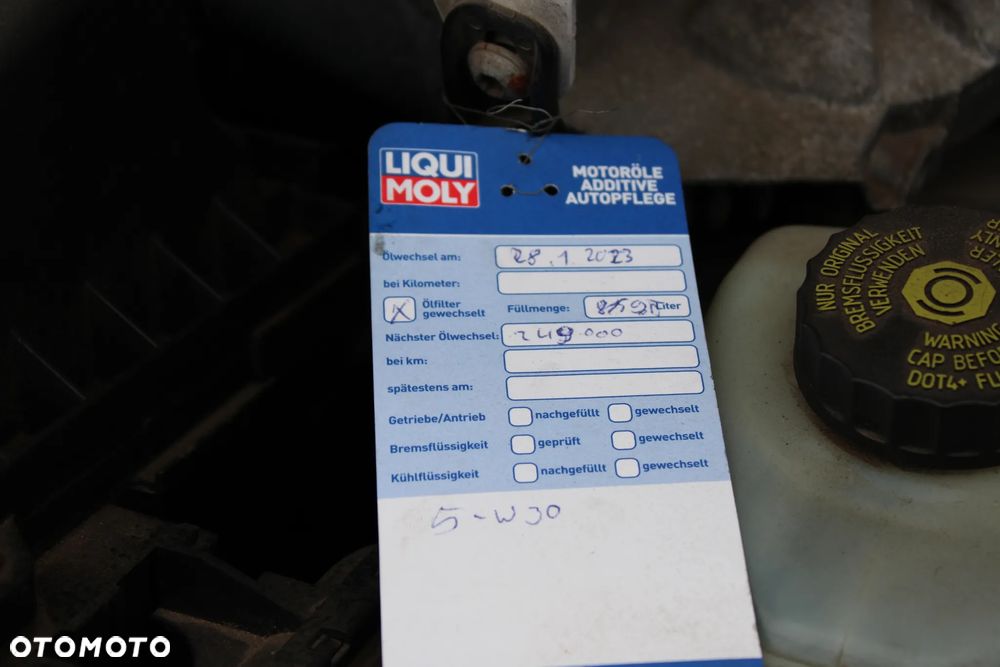 LIQUI
MOLY
MOTORÖLE
ADDITIVE
AUTOPFLEGE
Ölwechsel am: 28.1.2023
bei Kilometer:
X Ölfilter gewechselt Füllmenge: Liter
Nächster Ölwechsel: 249.000
bei km:
spätestens am:
Getriebe/Antrieb nachgefüllt gewechselt
Bremsflüssigkeit geprüft gewechselt
Kühlflüssigkeit nachgefüllt gewechselt
5-W30
NUR ORIGINAL
BREMSFLÜSSIGKEIT
VERWENDEN
WARNING
CAP BEFO
DOT4+ FL
OTOMOTO